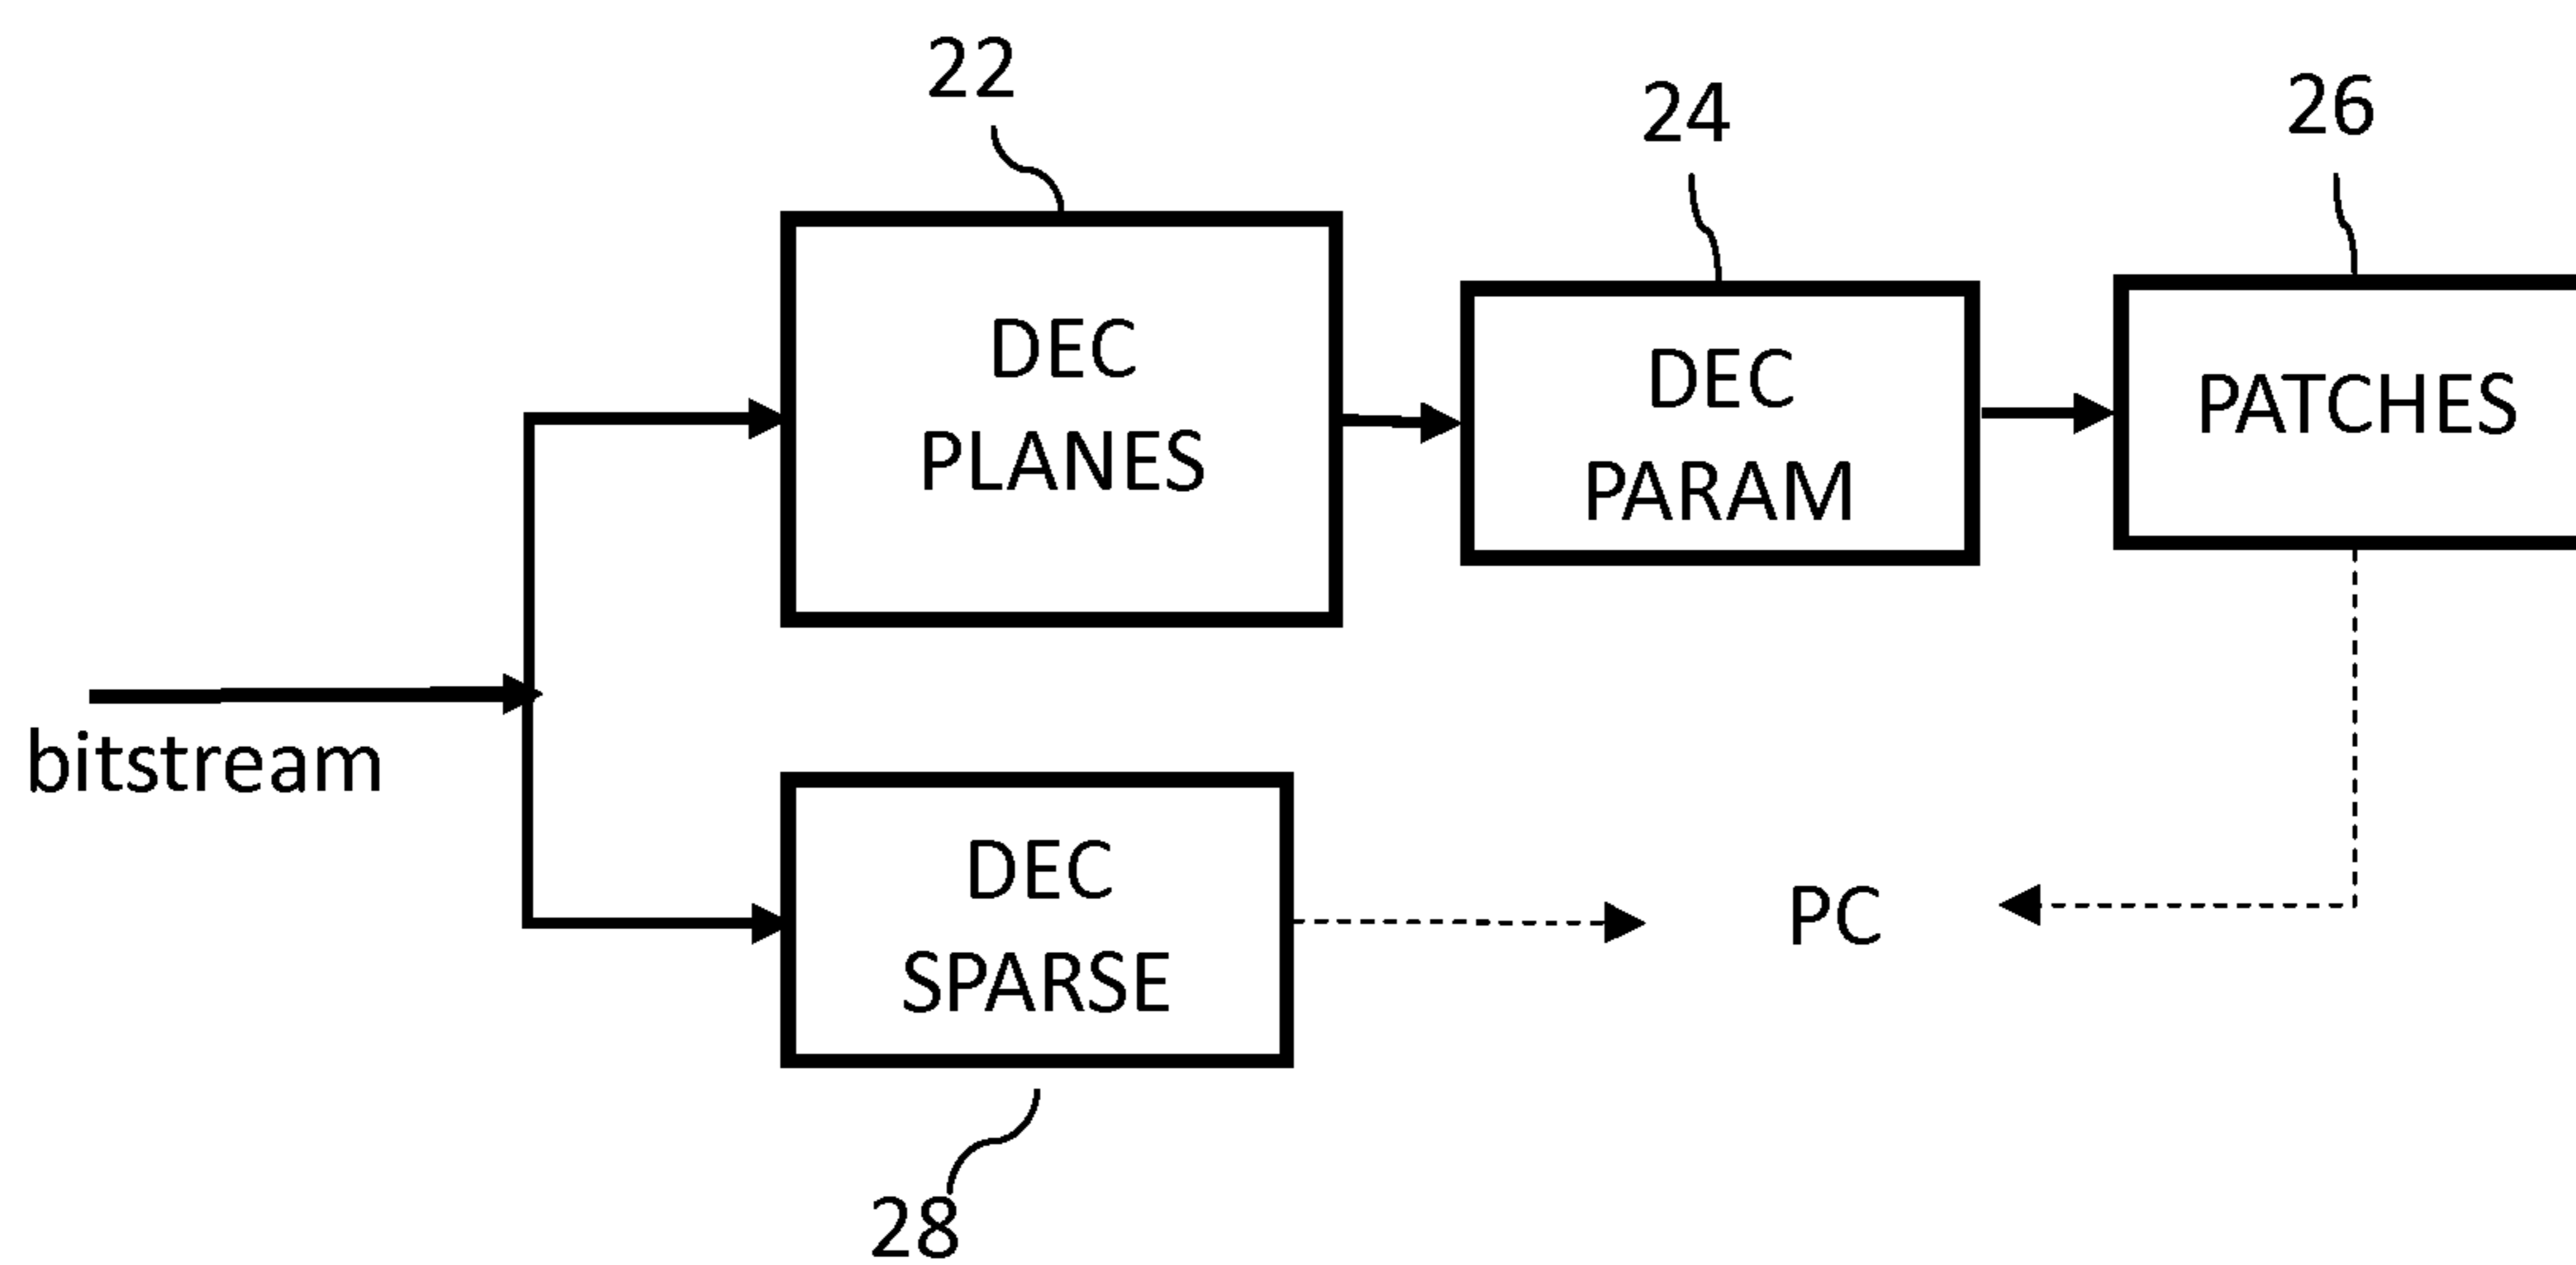 22
24
26
DEC
PLANES
DEC
PARAM
PATCHES
bitstream
DEC
SPARSE
PC
28